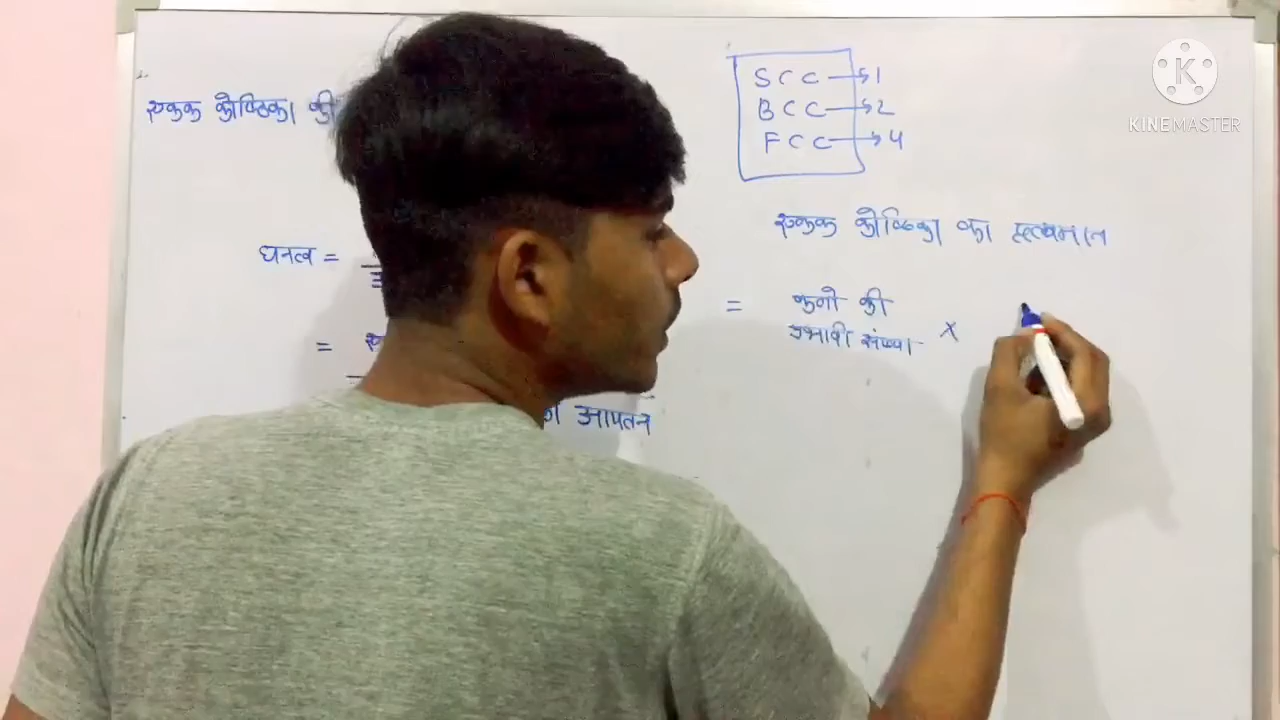 एकक कोष्ठिका की
SCC → 1
BCC → 2
FCC → 4
एकक कोष्ठिका का द्रव्यमान
घनत्व =
= कणो की
प्रभावी संख्या ×
=
का आयतन
K
KINEMASTER